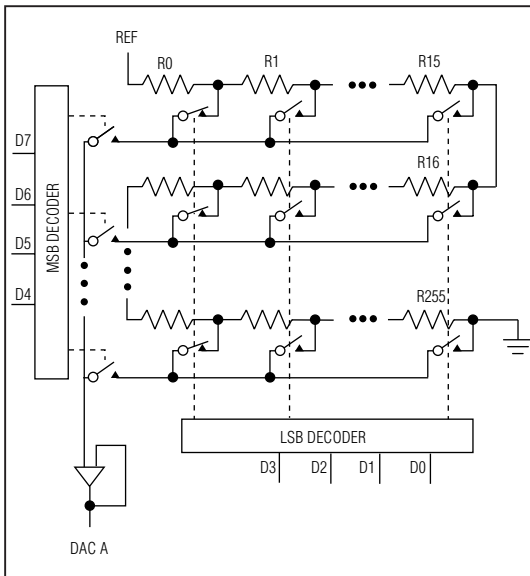 REF
R0
R1
R15
D7
D6
D5
D4
MSB DECODER
R16
R255
LSB DECODER
D3
D2
D1
D0
DAC A